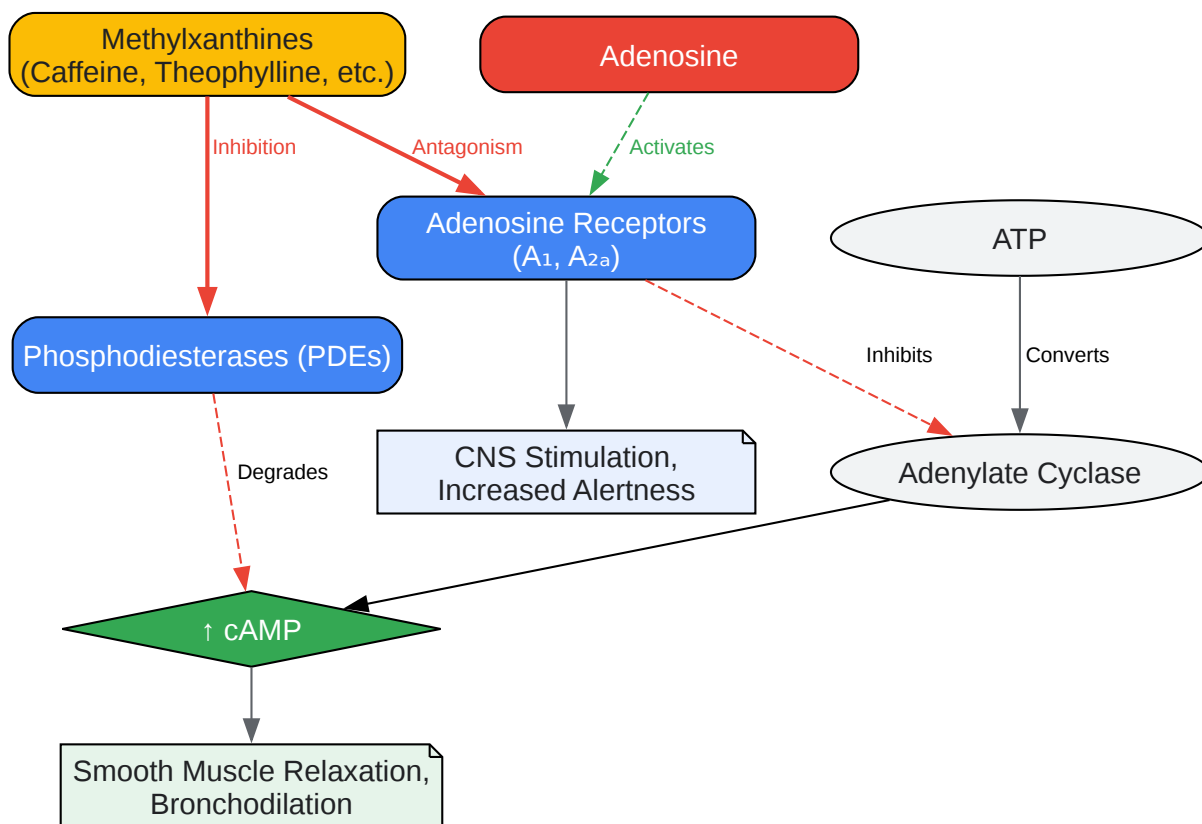 Methylxanthines
(Caffeine, Theophylline, etc.)
Adenosine
Inhibition
Antagonism
Activates
Adenosine Receptors
(A₁, A₂ₐ)
ATP
Phosphodiesterases (PDEs)
Inhibits
Converts
Degrades
CNS Stimulation,
Increased Alertness
Adenylate Cyclase
↑ cAMP
Smooth Muscle Relaxation,
Bronchodilation